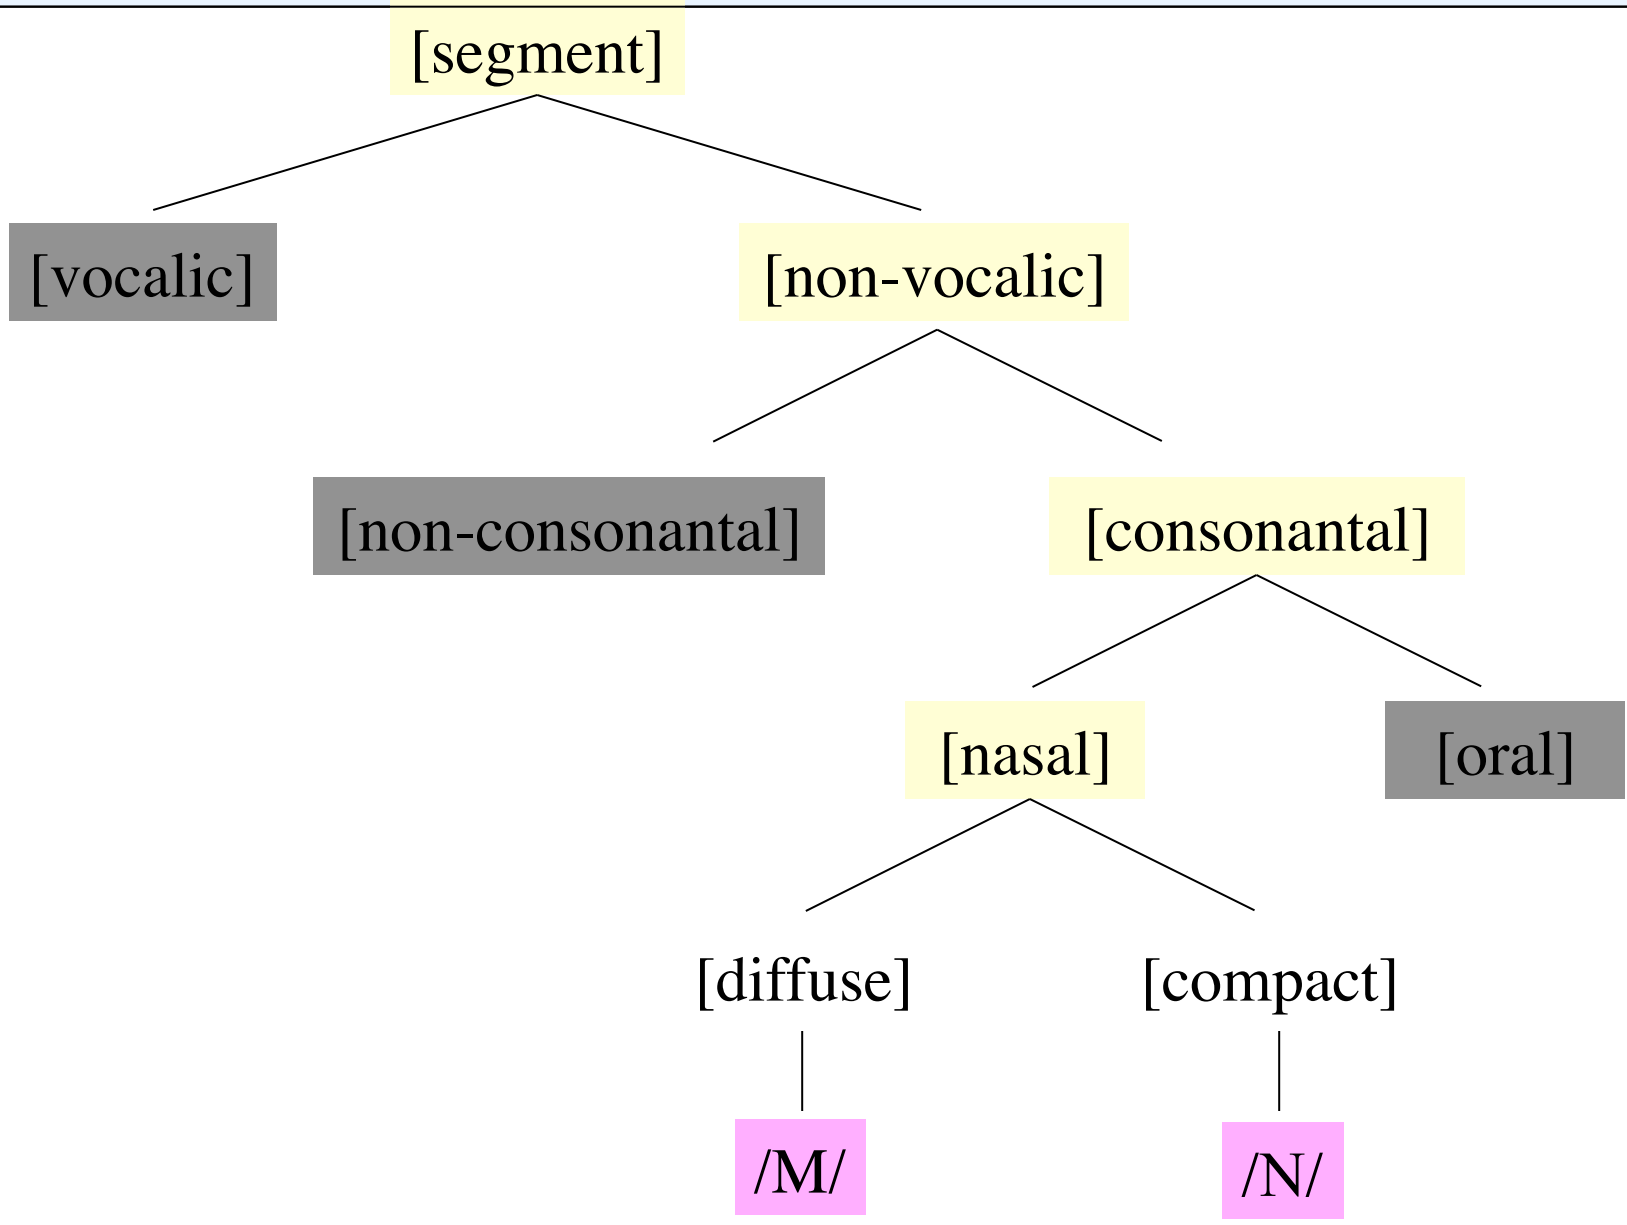 [segment]
[vocalic] [non-vocalic]
[non-consonantal] [consonantal]
[nasal] [oral]
[diffuse] [compact]
/M/ /N/